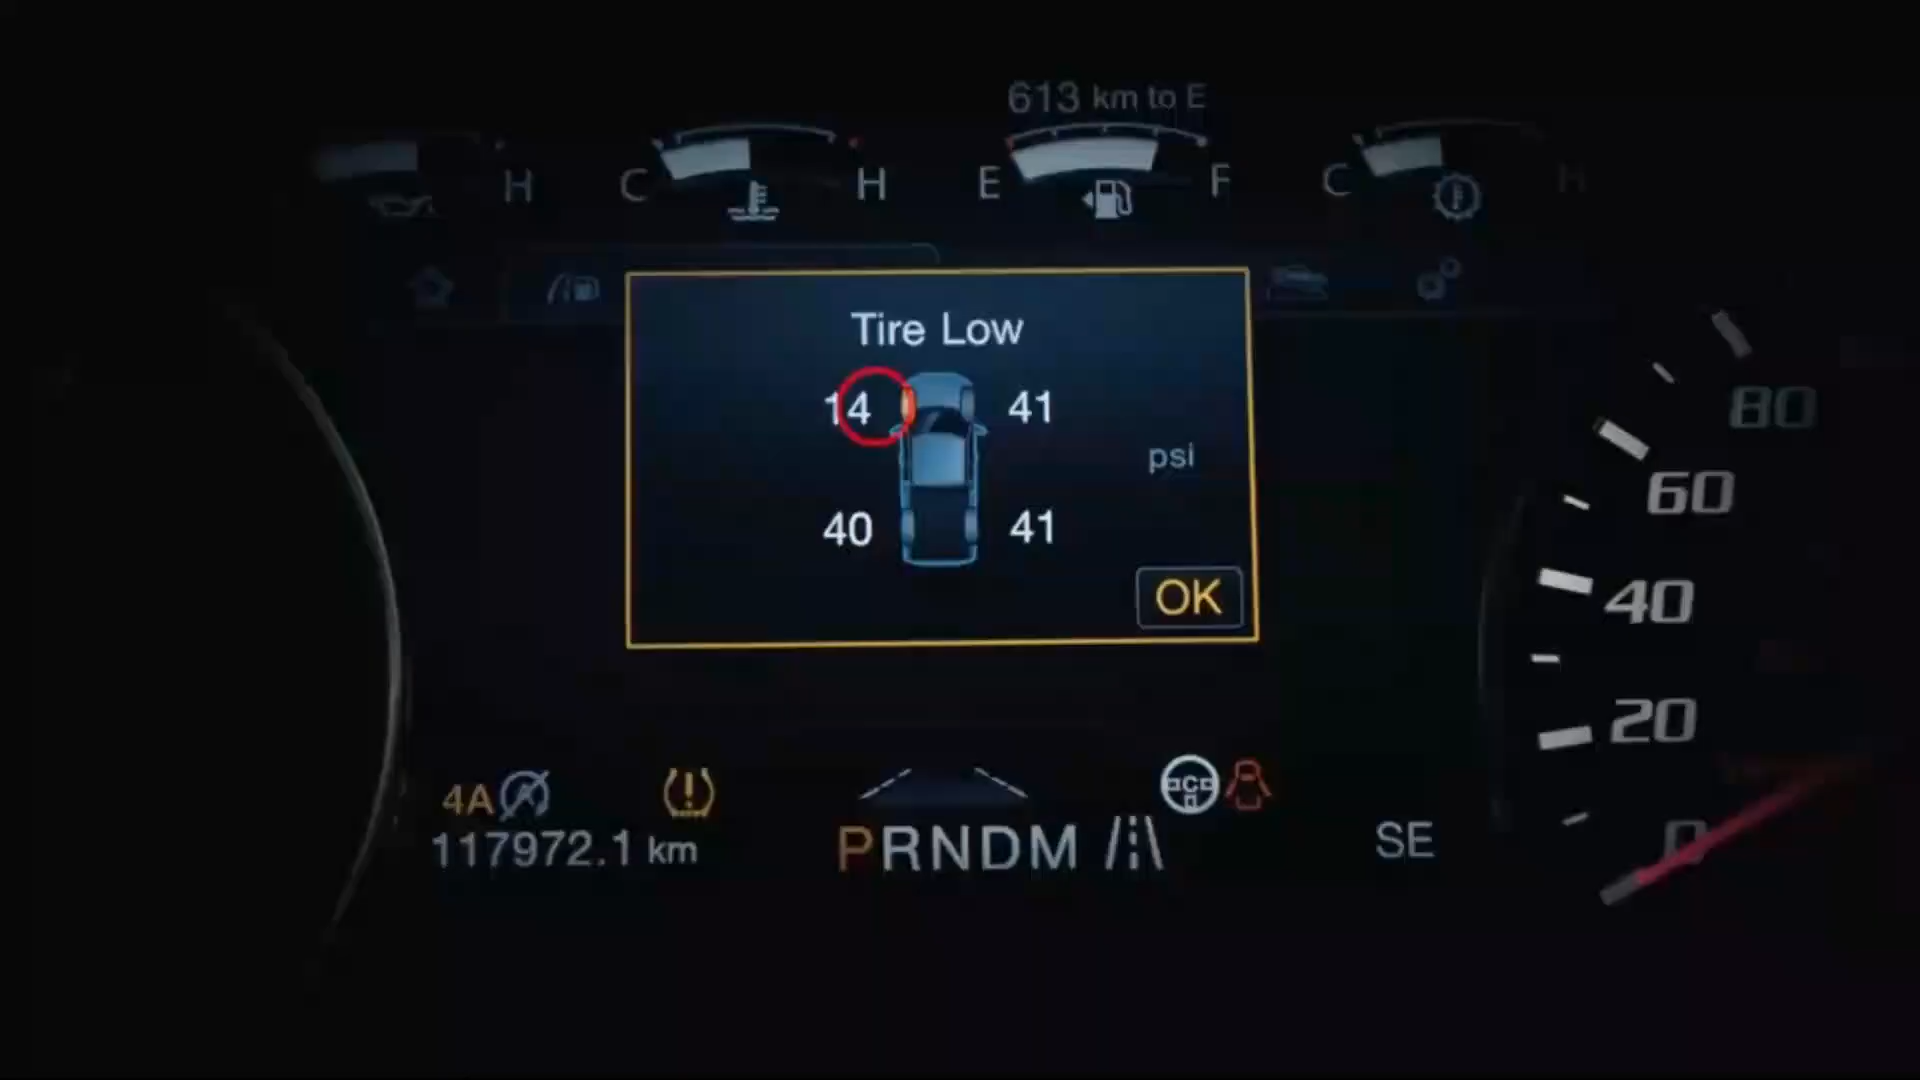 613 km to E
H C H E F C H
Tire Low
14 41
psi
40 41
OK
80
60
40
20
0
4A
117972.1 km
PRNDM
SE